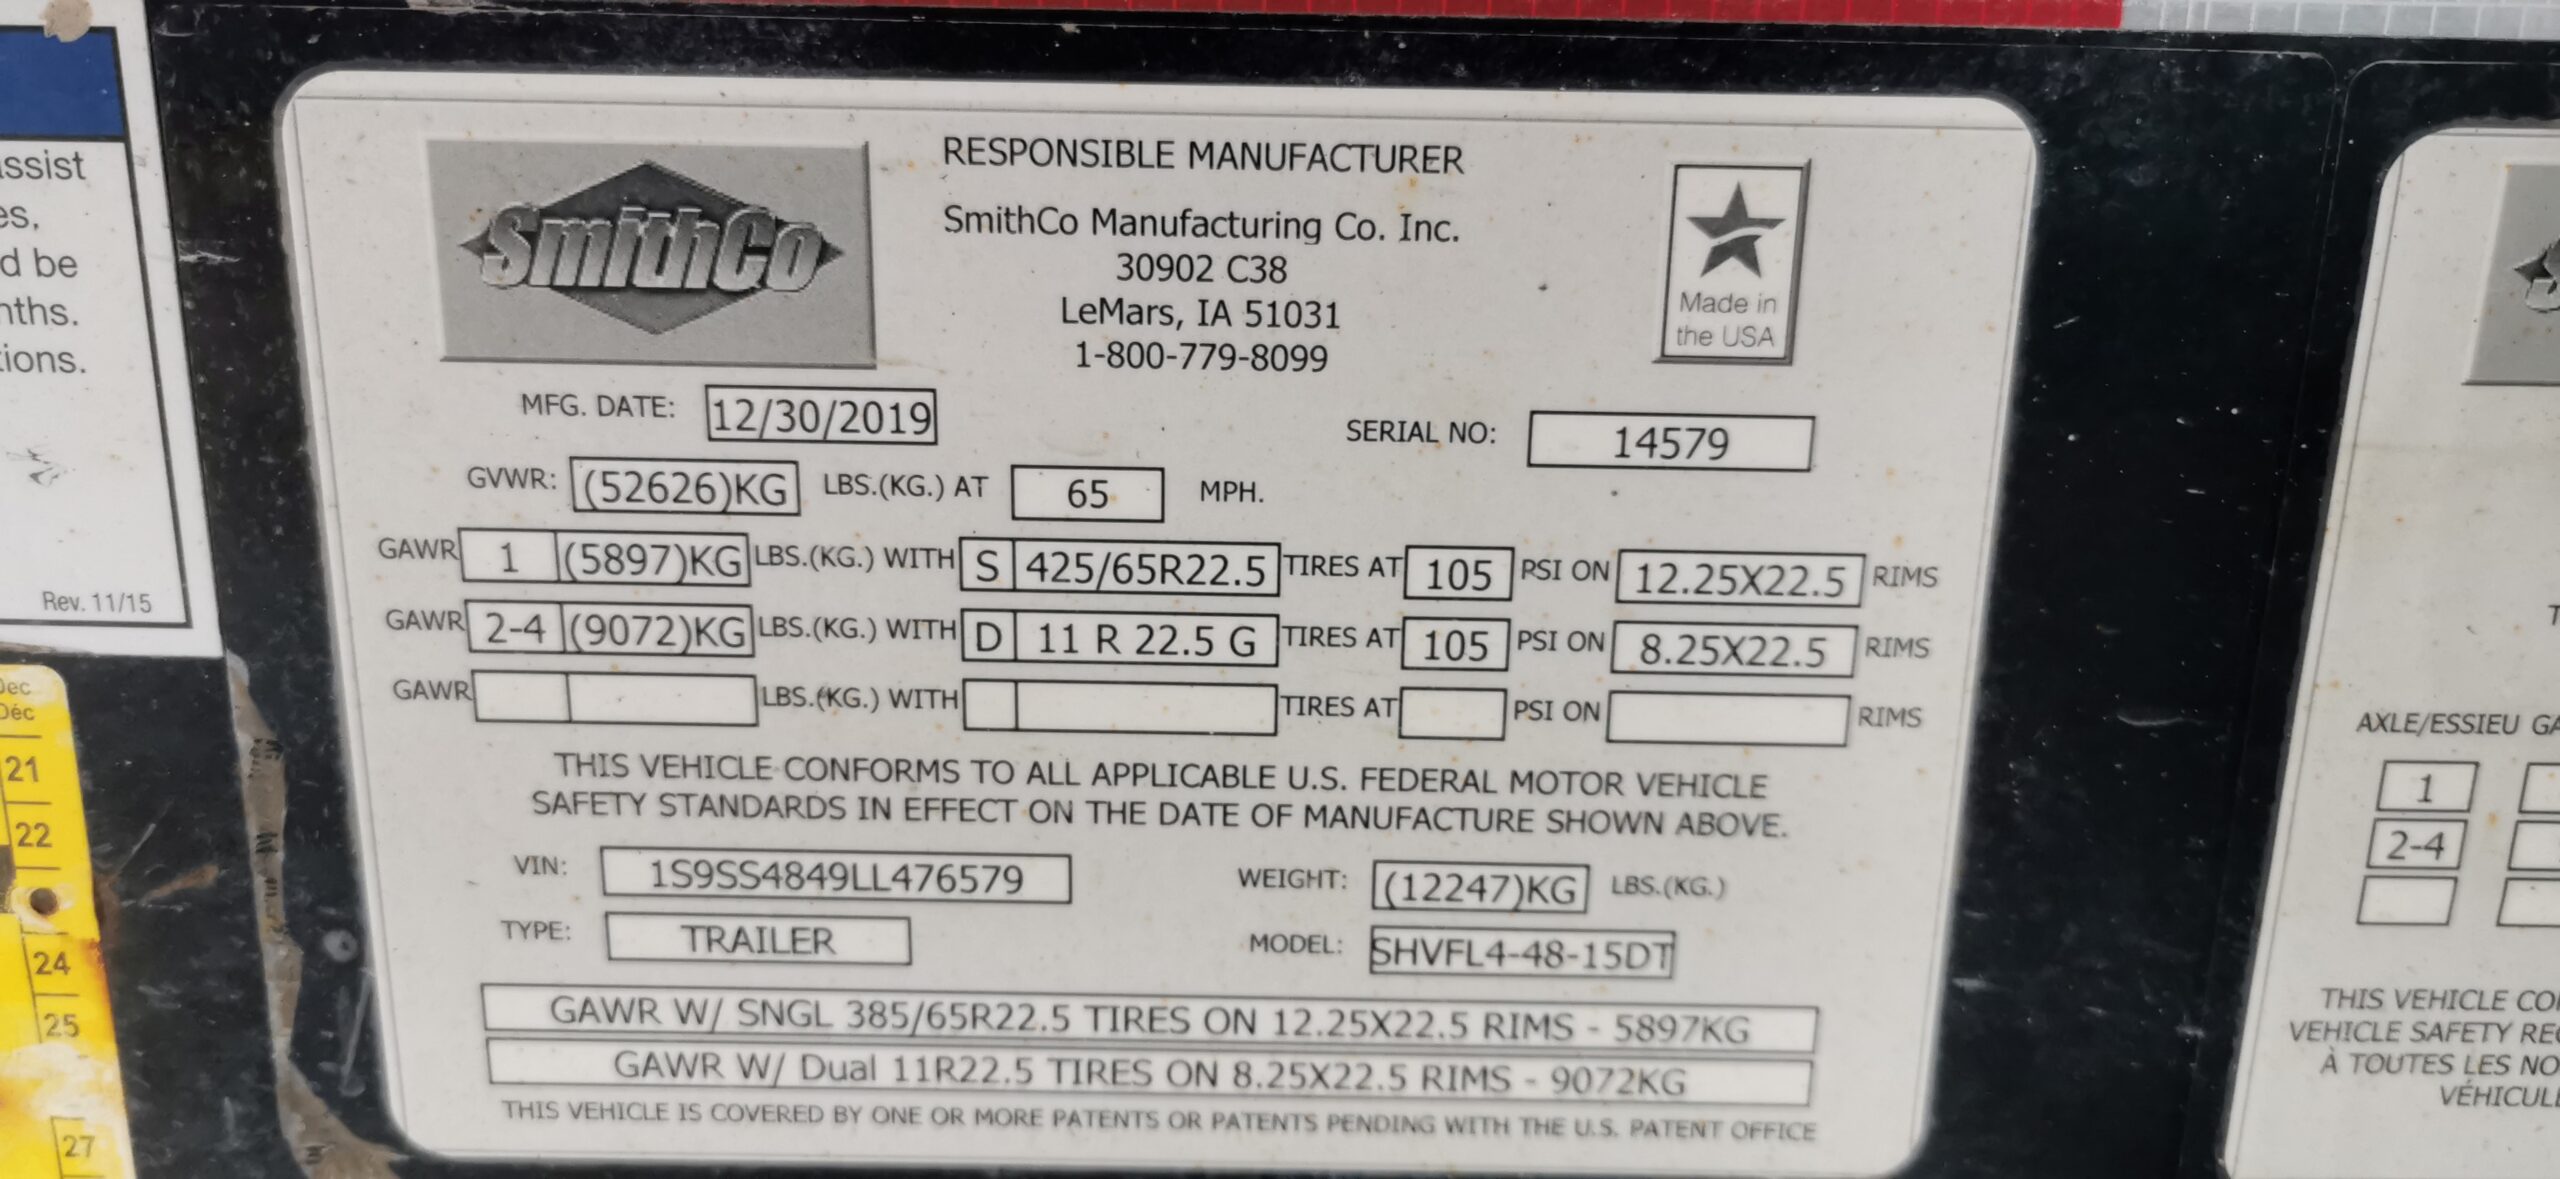 assist
es,
d be
nths.
tions.
Rev. 11/15
Dec
Déc
21
22
24
25
27
SmithCo
RESPONSIBLE MANUFACTURER
SmithCo Manufacturing Co. Inc.
30902 C38
LeMars, IA 51031
1-800-779-8099
Made in
the USA
MFG. DATE: 12/30/2019
SERIAL NO: 14579
GVWR: (52626)KG LBS.(KG.) AT 65 MPH.
GAWR 1 (5897)KG LBS.(KG.) WITH S 425/65R22.5 TIRES AT 105 PSI ON 12.25X22.5 RIMS
GAWR 2-4 (9072)KG LBS.(KG.) WITH D 11 R 22.5 G TIRES AT 105 PSI ON 8.25X22.5 RIMS
GAWR LBS.(KG.) WITH TIRES AT PSI ON RIMS
THIS VEHICLE CONFORMS TO ALL APPLICABLE U.S. FEDERAL MOTOR VEHICLE
SAFETY STANDARDS IN EFFECT ON THE DATE OF MANUFACTURE SHOWN ABOVE.
VIN: 1S9SS4849LL476579
WEIGHT: (12247)KG LBS.(KG.)
TYPE: TRAILER
MODEL: SHVFL4-48-15DT
GAWR W/ SNGL 385/65R22.5 TIRES ON 12.25X22.5 RIMS - 5897KG
GAWR W/ Dual 11R22.5 TIRES ON 8.25X22.5 RIMS - 9072KG
THIS VEHICLE IS COVERED BY ONE OR MORE PATENTS OR PATENTS PENDING WITH THE U.S. PATENT OFFICE
AXLE/ESSIEU GA
1
2-4
THIS VEHICLE CO
VEHICLE SAFETY RE
À TOUTES LES NO
VÉHICUL